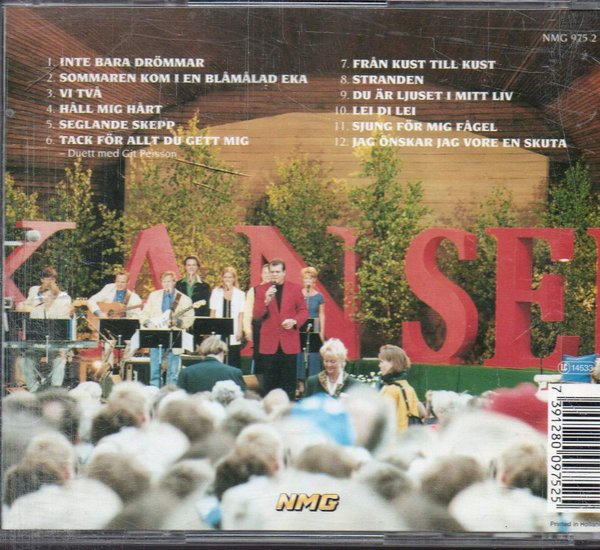 NMG 975 2
1. INTE BARA DRÖMMAR
2. SOMMAREN KOM I EN BLÅMÅLAD EKA
3. VI TVÅ
4. HÅLL MIG HÅRT
5. SEGLANDE SKEPP
6. TACK FÖR ALLT DU GETT MIG
– Duett med Git Persson
7. FRÅN KUST TILL KUST
8. STRANDEN
9. DU ÄR LJUSET I MITT LIV
10. LEI DI LEI
11. SJUNG FÖR MIG FÅGEL
12. JAG ÖNSKAR JAG VORE EN SKUTA
KANSE
LC 14533
7 391280 097525
NMG
Printed in Holland